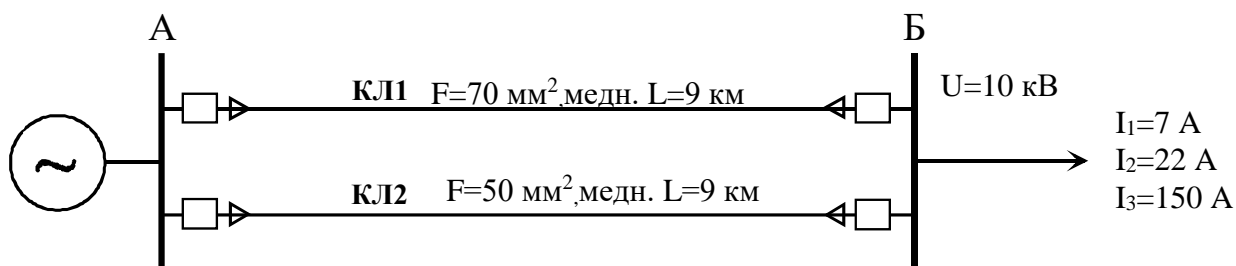 А
Б
КЛ1 F=70 мм²,медн. L=9 км
U=10 кВ
I₁=7 А
I₂=22 А
I₃=150 А
КЛ2 F=50 мм²,медн. L=9 км
~